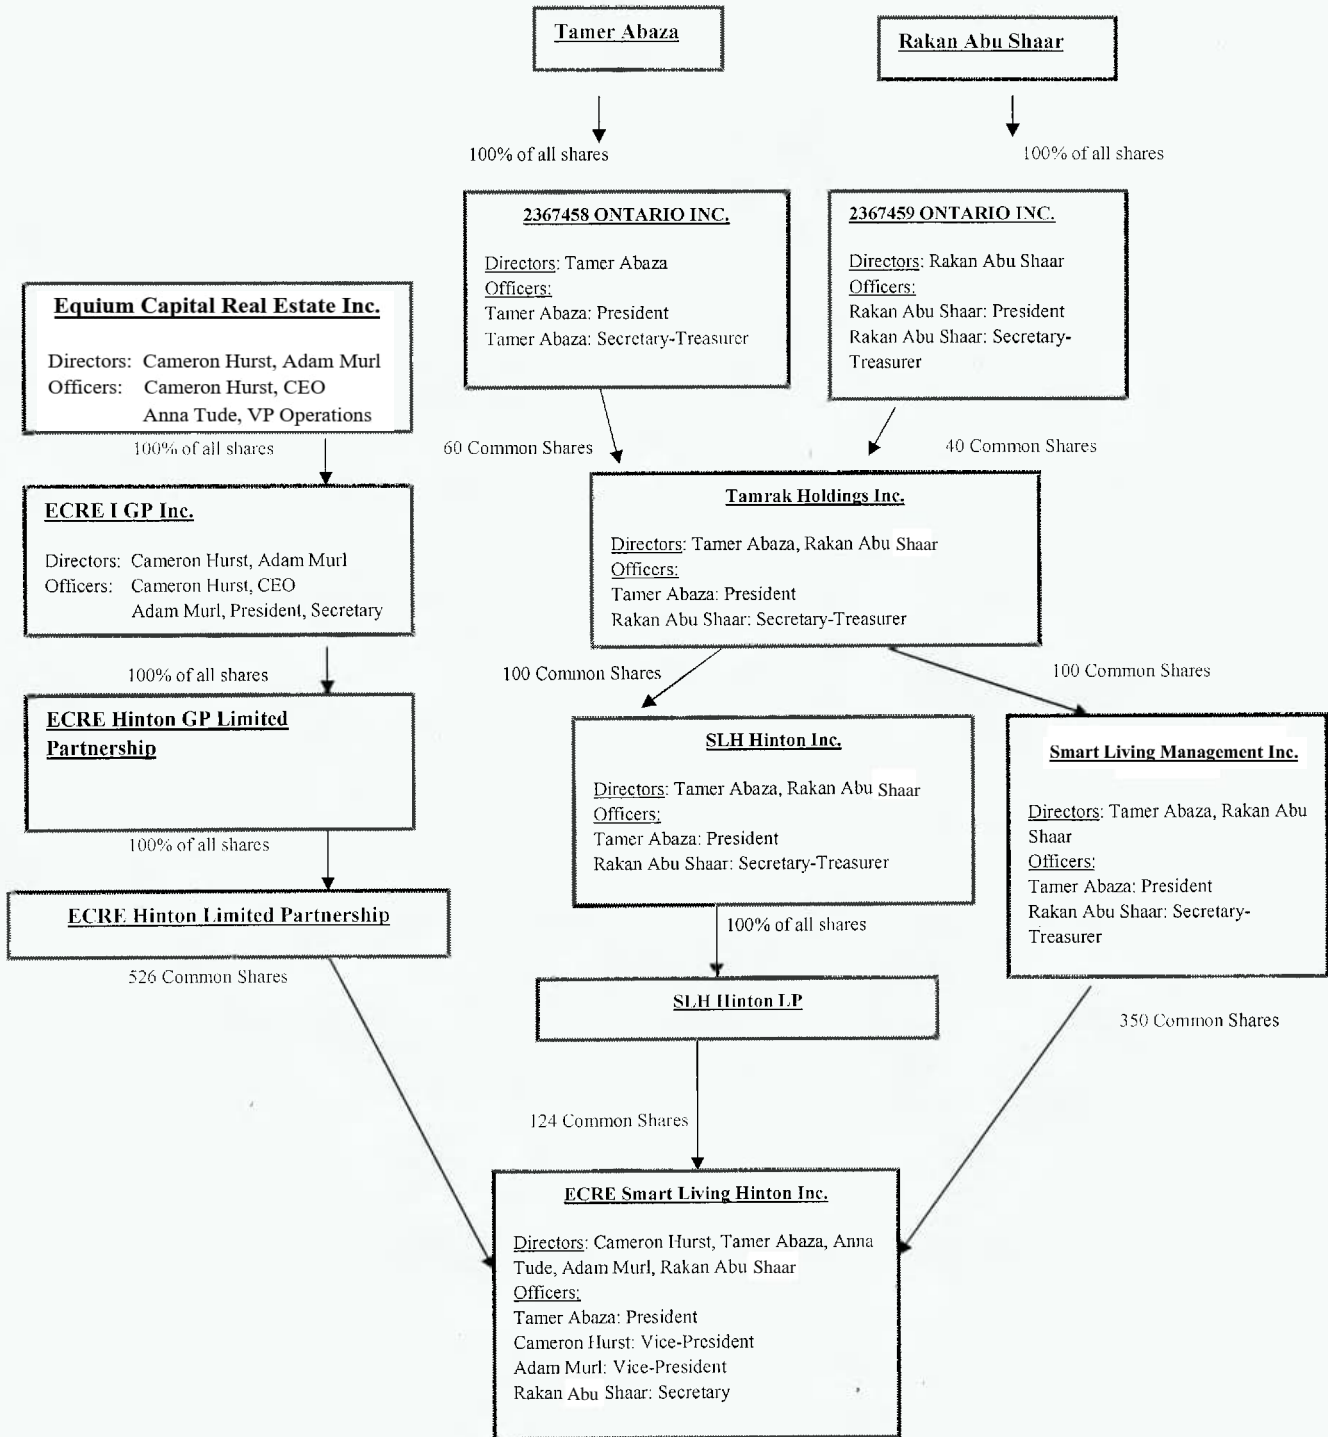 Tamer Abaza
Rakan Abu Shaar
100% of all shares
100% of all shares
2367458 ONTARIO INC.
Directors: Tamer Abaza
Officers:
Tamer Abaza: President
Tamer Abaza: Secretary-Treasurer
2367459 ONTARIO INC.
Directors: Rakan Abu Shaar
Officers:
Rakan Abu Shaar: President
Rakan Abu Shaar: Secretary-
Treasurer
Equium Capital Real Estate Inc.
Directors: Cameron Hurst, Adam Murl
Officers: Cameron Hurst, CEO
Anna Tude, VP Operations
100% of all shares
60 Common Shares
40 Common Shares
ECRE I GP Inc.
Directors: Cameron Hurst, Adam Murl
Officers: Cameron Hurst, CEO
Adam Murl, President, Secretary
Tamrak Holdings Inc.
Directors: Tamer Abaza, Rakan Abu Shaar
Officers:
Tamer Abaza: President
Rakan Abu Shaar: Secretary-Treasurer
100% of all shares
100 Common Shares
100 Common Shares
ECRE Hinton GP Limited
Partnership
SLH Hinton Inc.
Directors: Tamer Abaza, Rakan Abu Shaar
Officers:
Tamer Abaza: President
Rakan Abu Shaar: Secretary-Treasurer
Smart Living Management Inc.
Directors: Tamer Abaza, Rakan Abu
Shaar
Officers:
Tamer Abaza: President
Rakan Abu Shaar: Secretary-
Treasurer
100% of all shares
ECRE Hinton Limited Partnership
100% of all shares
526 Common Shares
SLH Hinton LP
350 Common Shares
124 Common Shares
ECRE Smart Living Hinton Inc.
Directors: Cameron Hurst, Tamer Abaza, Anna
Tude, Adam Murl, Rakan Abu Shaar
Officers:
Tamer Abaza: President
Cameron Hurst: Vice-President
Adam Murl: Vice-President
Rakan Abu Shaar: Secretary